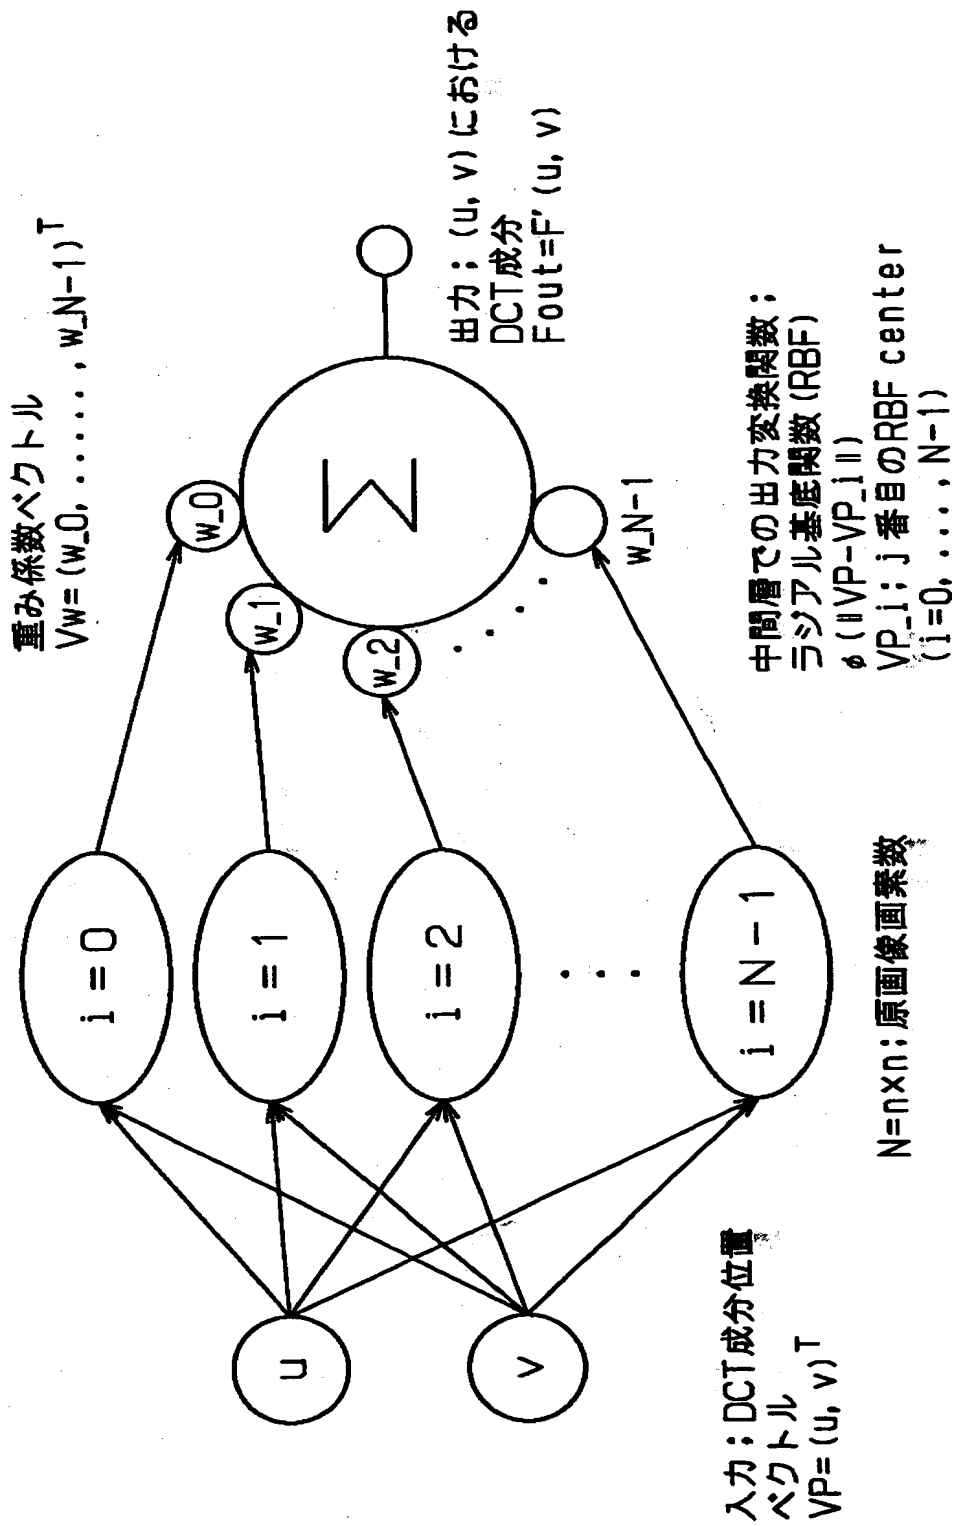 重み係数ベクトル
Vw=(w_0, . . . . . . , w_N-1)^T
u
v
i=0
i=1
i=2
. . .
i=N-1
w_0
w_1
w_2
. . .
w_N-1
Σ
出力; (u, v)における
DCT成分
Fout=F'(u, v)
入力;DCT成分位置
ベクトル
VP=(u, v)^T
N=n×n;原画像画素数
中間層での出力変換関数;
ラジアル基底関数(RBF)
φ(‖VP-VP_i‖)
VP_i; j番目のRBF center
(i=0, . . . , N-1)